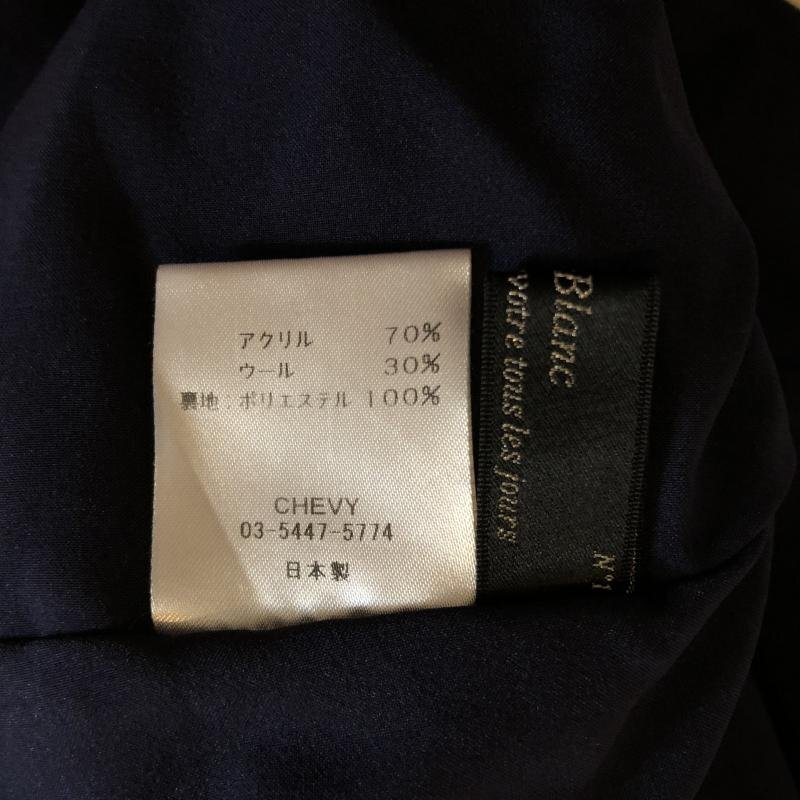 アクリル 70%
ウール 30%
裏地:ポリエステル 100%
CHEVY
03-5447-5774
日本製
Blanc
votre tous les jours
N°1